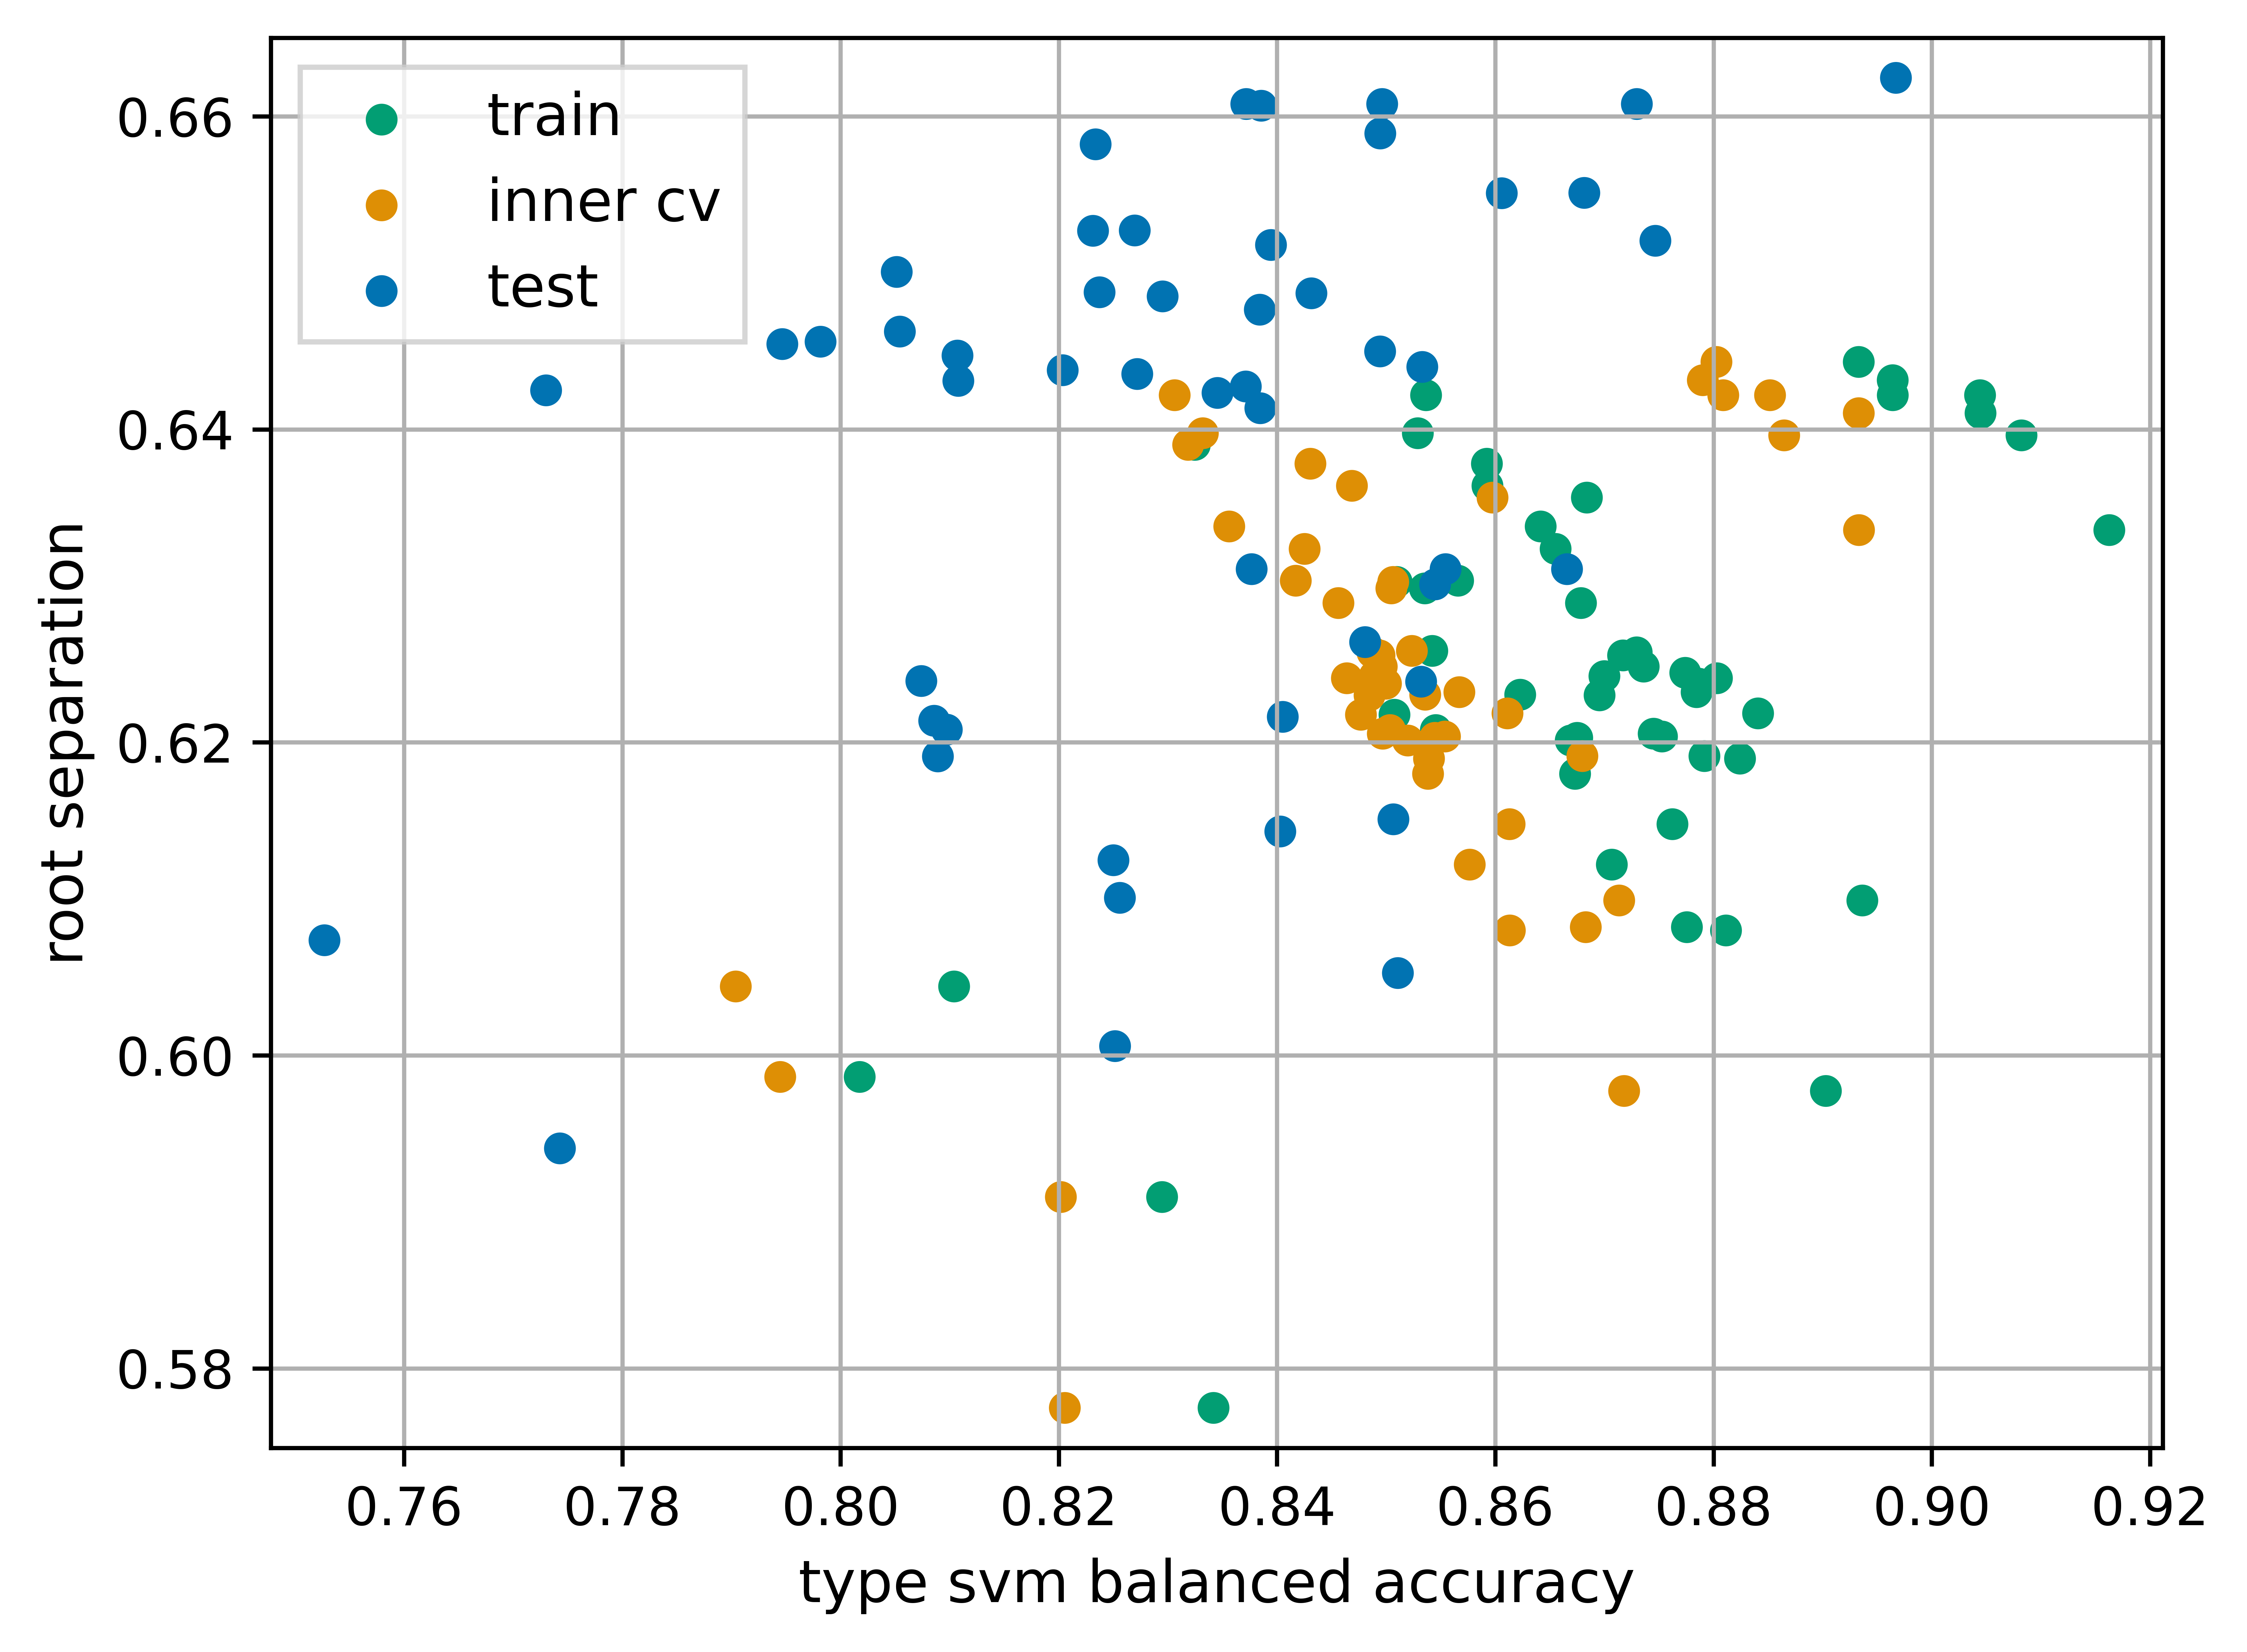 train
inner cv
test
0.66
0.64
0.62
0.60
0.58
root separation
0.76 0.78 0.80 0.82 0.84 0.86 0.88 0.90 0.92
type svm balanced accuracy